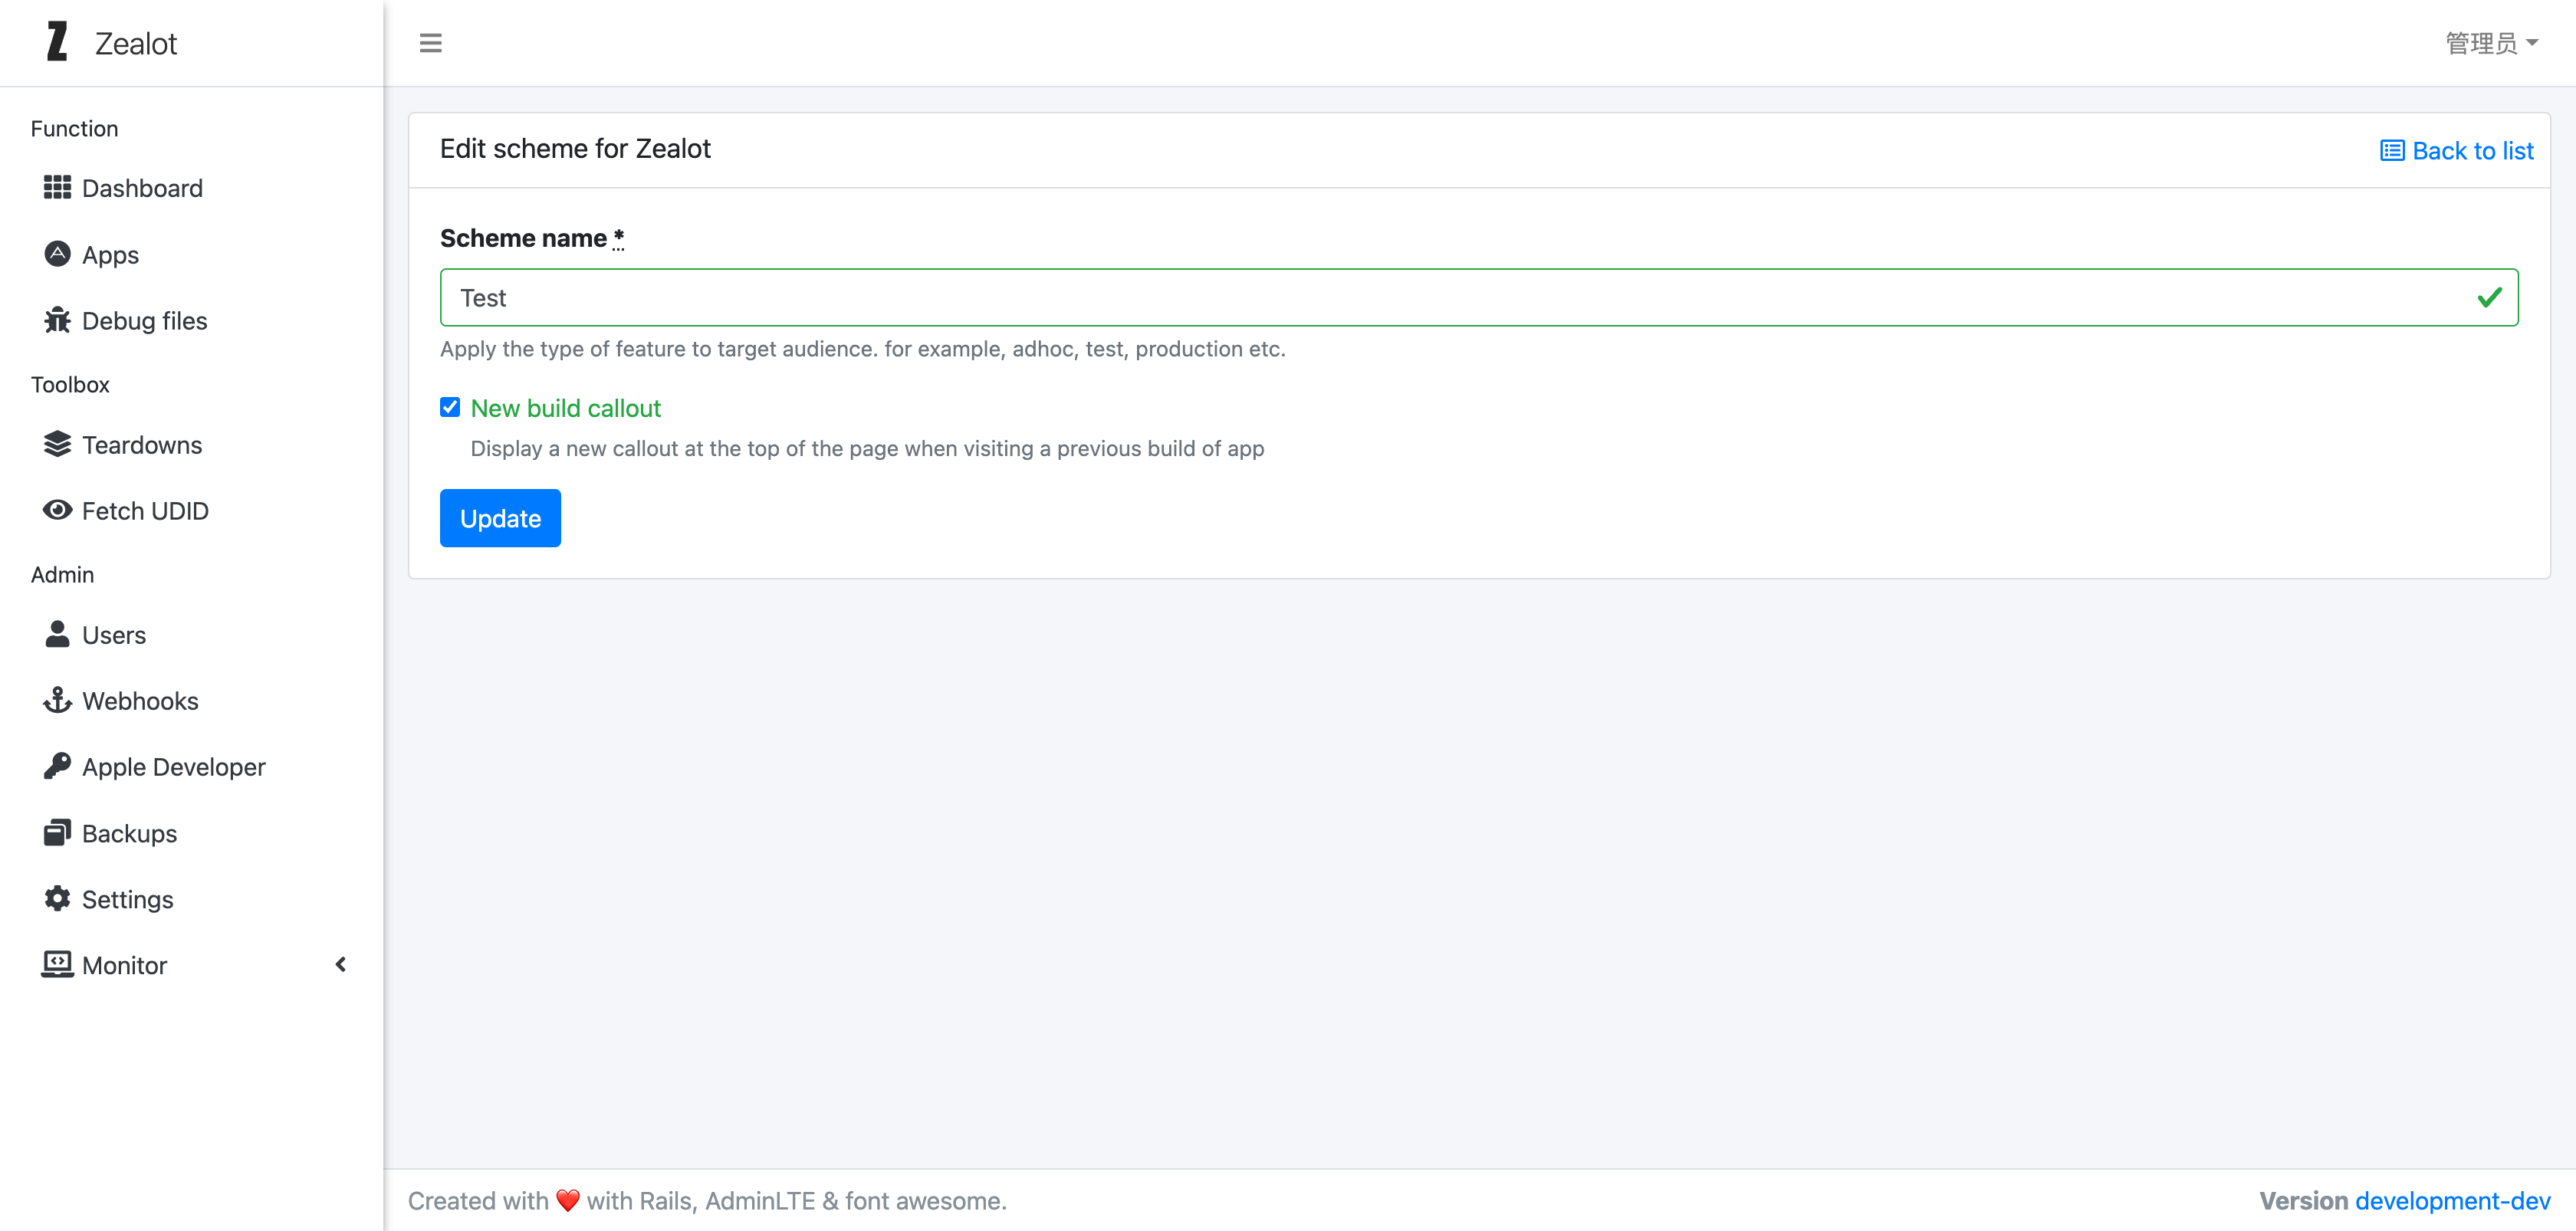 Zealot
管理员
Function
Dashboard
Apps
Debug files
Toolbox
Teardowns
Fetch UDID
Admin
Users
Webhooks
Apple Developer
Backups
Settings
Monitor
Edit scheme for Zealot
Back to list
Scheme name *
Test
Apply the type of feature to target audience. for example, adhoc, test, production etc.
New build callout
Display a new callout at the top of the page when visiting a previous build of app
Update
Created with ❤️ with Rails, AdminLTE & font awesome.
Version development-dev